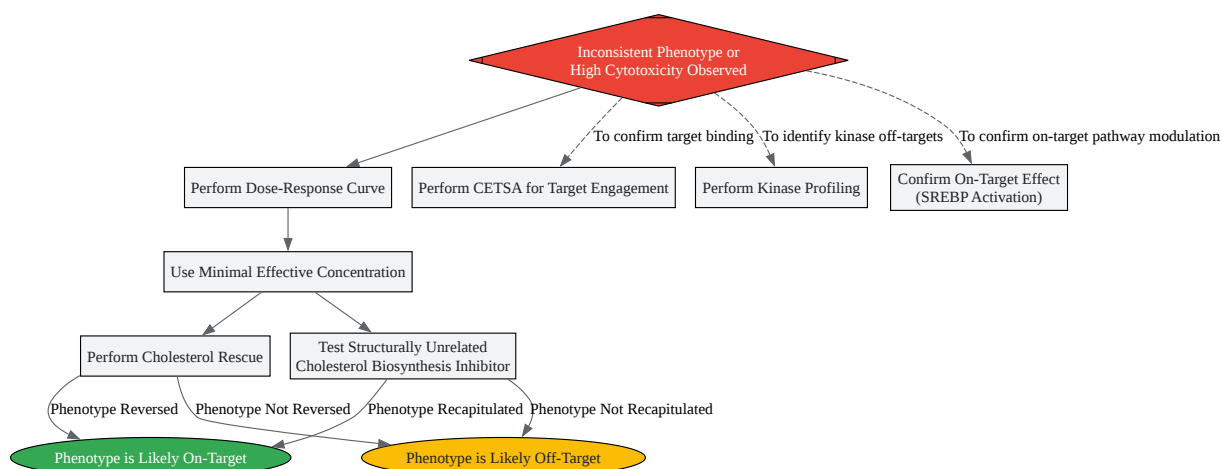 Inconsistent Phenotype or
High Cytotoxicity Observed
To confirm target binding
To identify kinase off-targets
To confirm on-target pathway modulation
Perform Dose-Response Curve
Perform CETSA for Target Engagement
Perform Kinase Profiling
Confirm On-Target Effect
(SREBP Activation)
Use Minimal Effective Concentration
Perform Cholesterol Rescue
Test Structurally Unrelated
Cholesterol Biosynthesis Inhibitor
Phenotype Reversed
Phenotype Not Reversed
Phenotype Recapitulated
Phenotype Not Recapitulated
Phenotype is Likely On-Target
Phenotype is Likely Off-Target